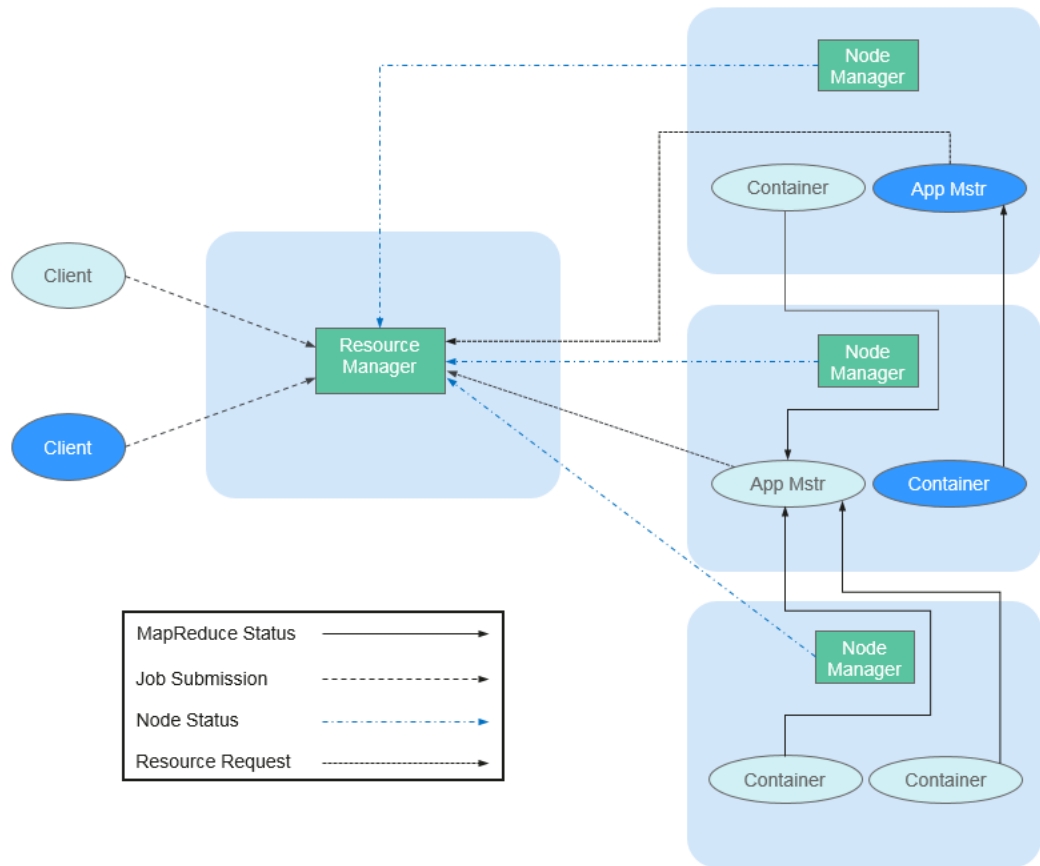 Node
Manager
Container
App Mstr
Client
Resource
Manager
Node
Manager
Client
App Mstr
Container
MapReduce Status
Job Submission
Node Status
Resource Request
Node
Manager
Container
Container